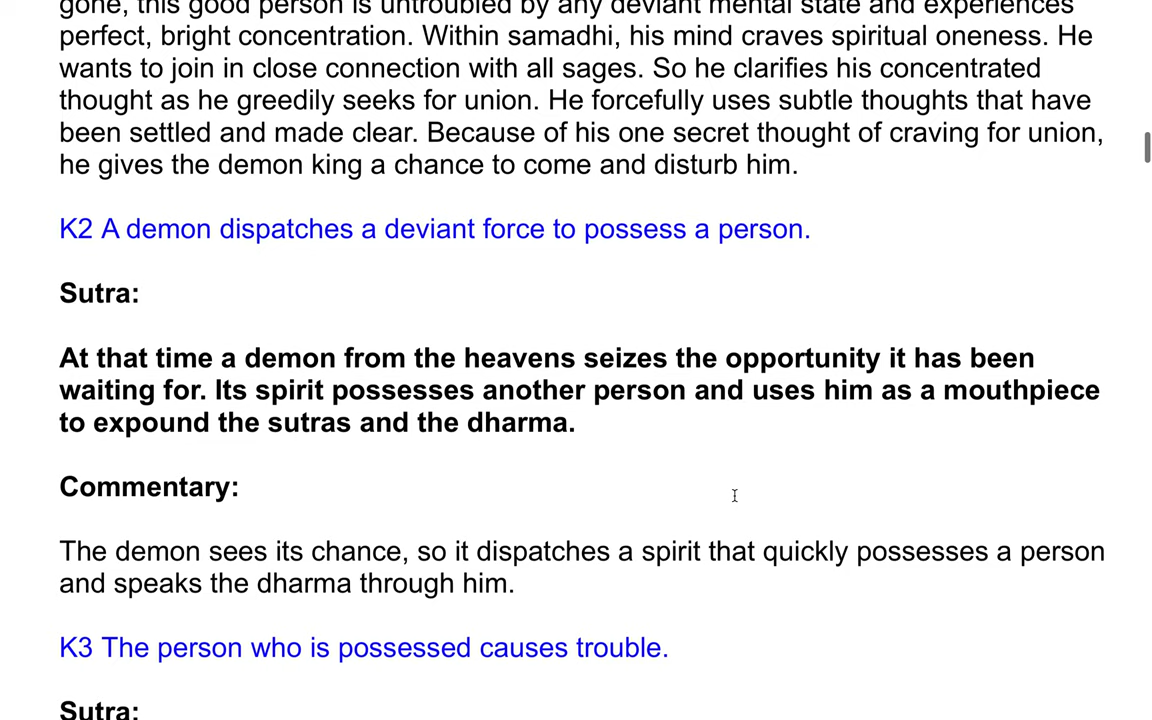 gone, this good person is untroubled by any deviant mental state and experiences
perfect, bright concentration. Within samadhi, his mind craves spiritual oneness. He
wants to join in close connection with all sages. So he clarifies his concentrated
thought as he greedily seeks for union. He forcefully uses subtle thoughts that have
been settled and made clear. Because of his one secret thought of craving for union,
he gives the demon king a chance to come and disturb him.
K2 A demon dispatches a deviant force to possess a person.
Sutra:
At that time a demon from the heavens seizes the opportunity it has been
waiting for. Its spirit possesses another person and uses him as a mouthpiece
to expound the sutras and the dharma.
Commentary:
The demon sees its chance, so it dispatches a spirit that quickly possesses a person
and speaks the dharma through him.
K3 The person who is possessed causes trouble.
Sutra: